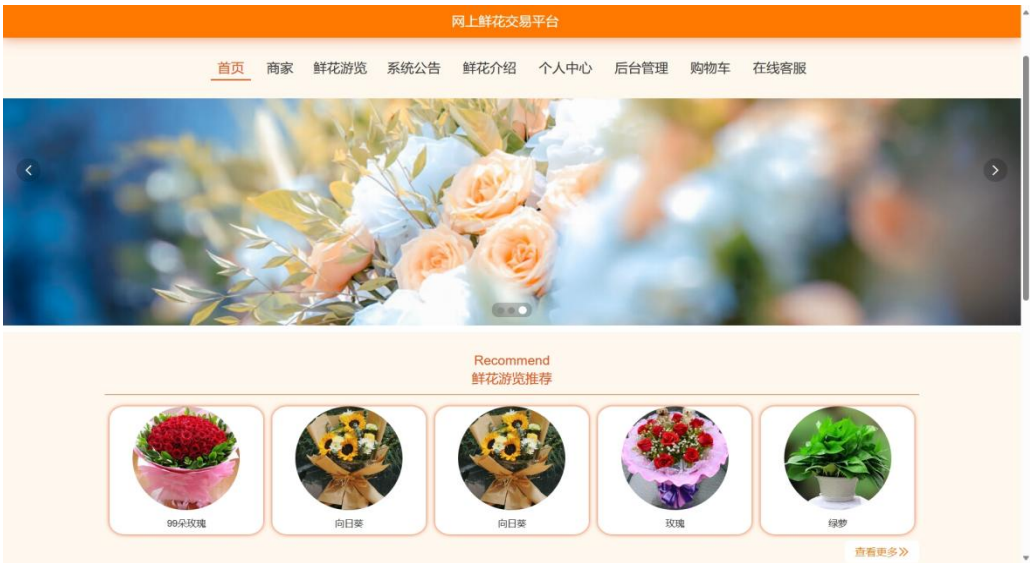 网上鲜花交易平台
首页 商家 鲜花游览 系统公告 鲜花介绍 个人中心 后台管理 购物车 在线客服
Recommend
鲜花游览推荐
99朵玫瑰 向日葵 向日葵 玫瑰 绿萝
查看更多